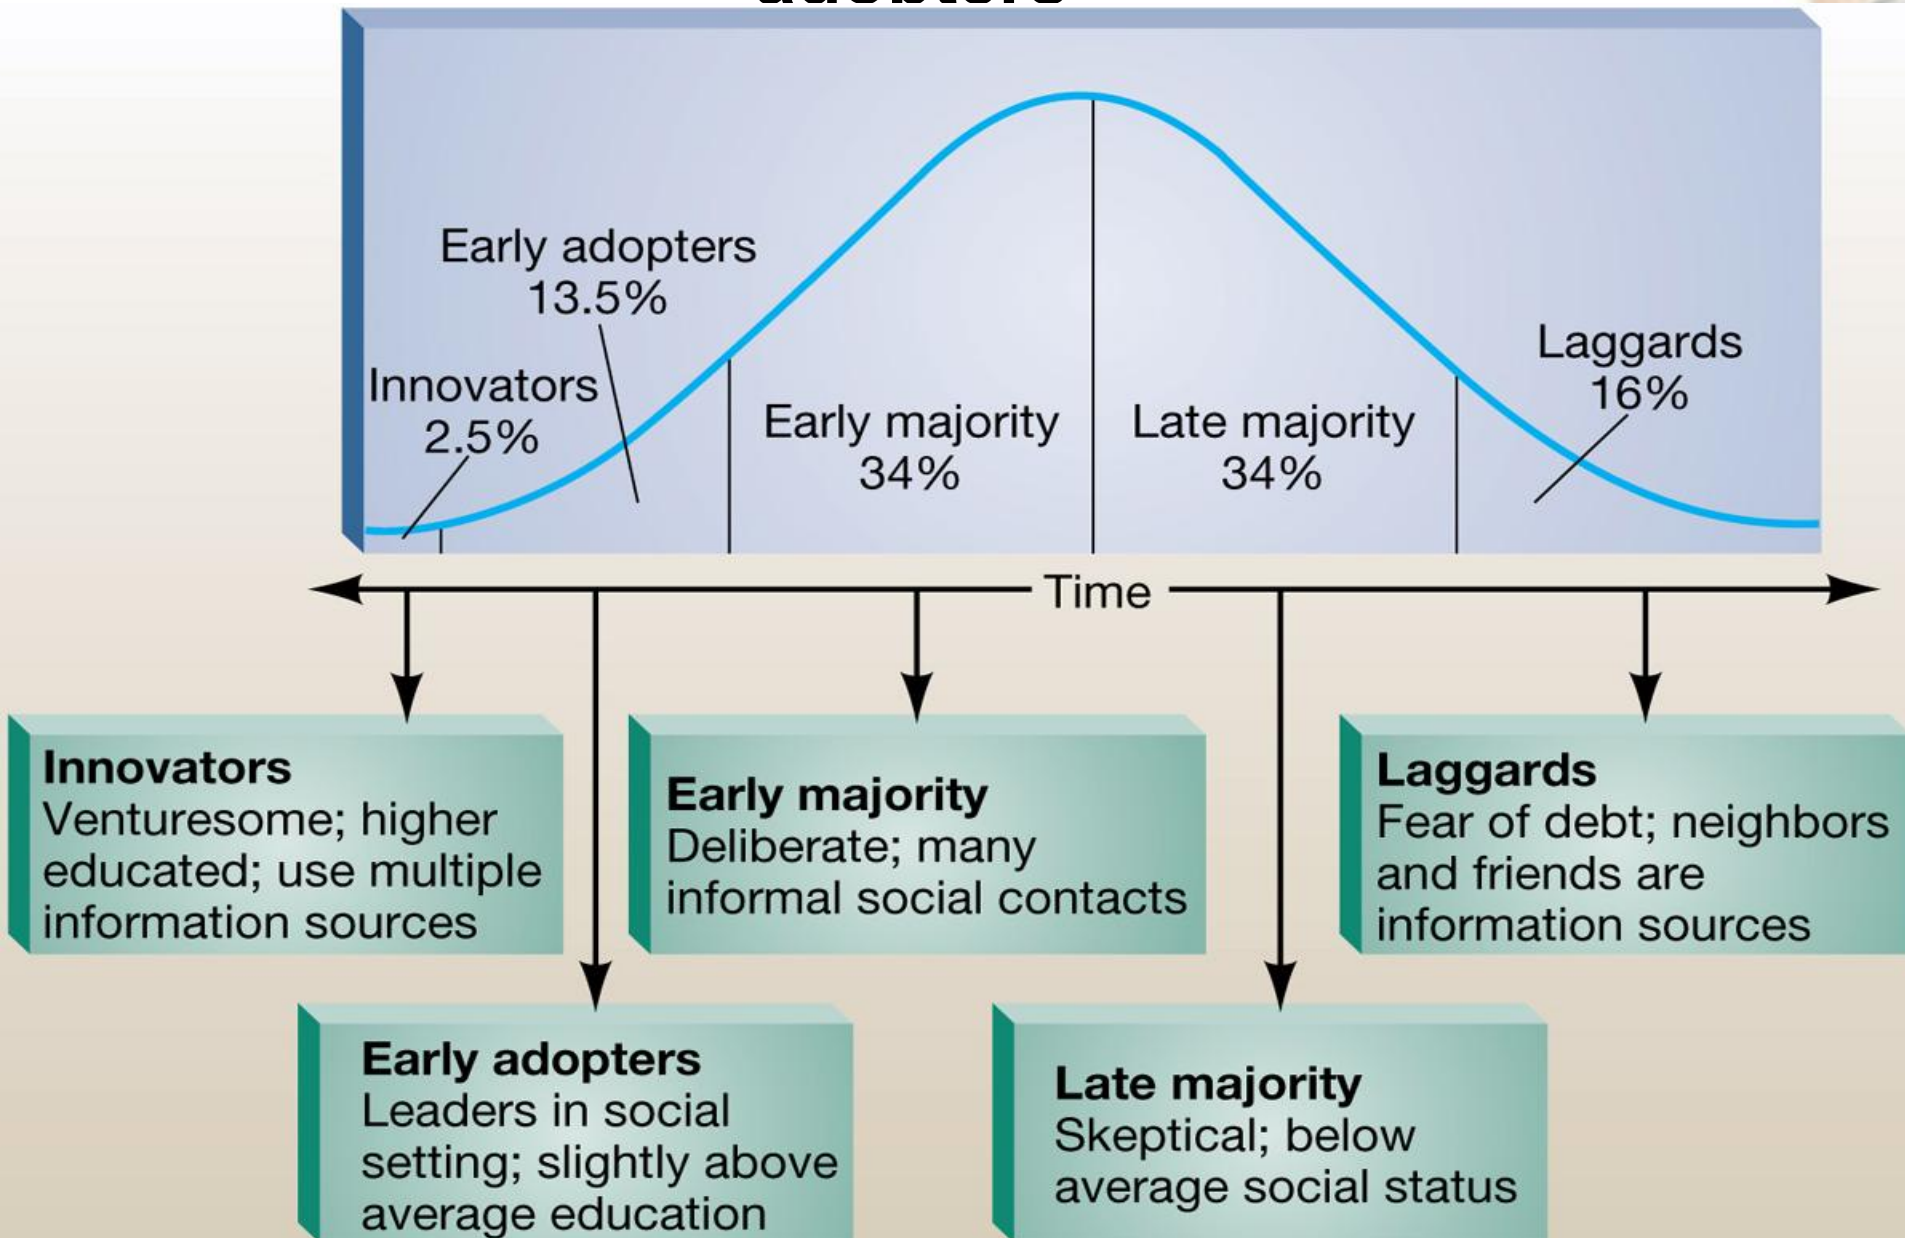 Early adopters
13.5%
Innovators
2.5%
Early majority
34%
Late majority
34%
Laggards
16%
Time
Innovators
Venturesome; higher
educated; use multiple
information sources
Early majority
Deliberate; many
informal social contacts
Laggards
Fear of debt; neighbors
and friends are
information sources
Early adopters
Leaders in social
setting; slightly above
average education
Late majority
Skeptical; below
average social status